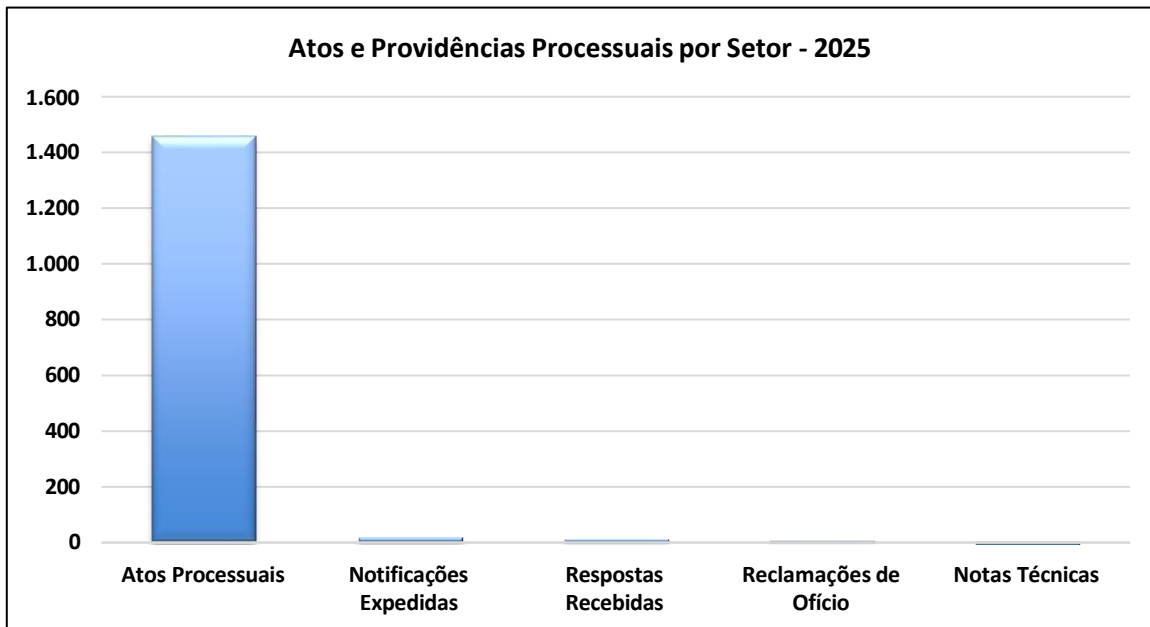 Atos e Providências Processuais por Setor - 2025
1.600
1.400
1.200
1.000
800
600
400
200
0
Atos Processuais
Notificações
Expedidas
Respostas
Recebidas
Reclamações de
Ofício
Notas Técnicas